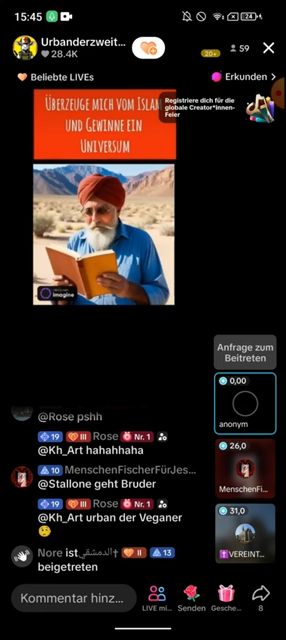 15:45
24
Urbanderzweit...
28.4K
20+
59
Beliebte LIVEs
Erkunden >
Registriere dich für die
globale Creator*innen-
Feier
Überzeuge mich vom Islam
und Gewinne ein
Universum
imagine
Anfrage zum
Beitreten
0,00
anonym
26,0
MenschenFi...
31,0
VEREINT...
@Rose pshh
19 III Rose Nr. 1
@Kh_Art hahahhaha
10 MenschenFischerFürJes...
@Stallone geht Bruder
19 III Rose Nr. 1
@Kh_Art urban der Veganer
🤨
Nore ist الدمشقي† II 13
beigetreten
Kommentar hinz...
LIVE mi...
Senden
Gesche...
8